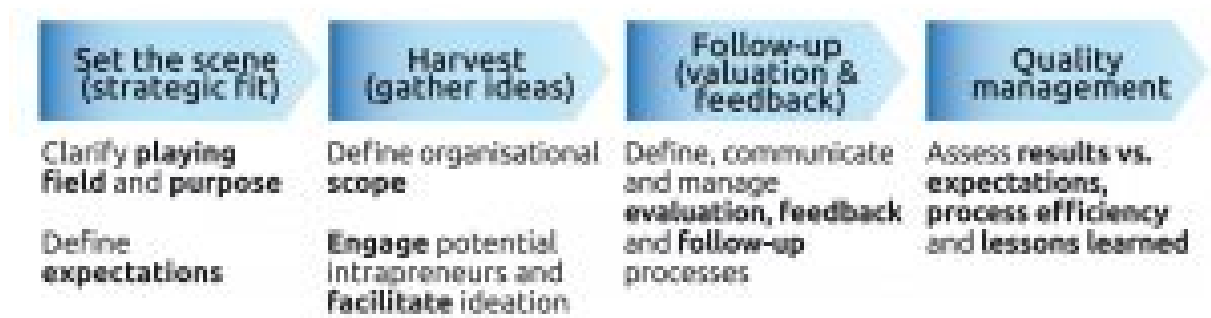 Set the scene
(strategic fit)
Clarify playing
field and purpose
Define
expectations
Harvest
(gather ideas)
Define organisational
scope
Engage potential
intrapreneurs and
facilitate ideation
Follow-up
(valuation &
feedback)
Define, communicate
and manage
evaluation, feedback
and follow-up
processes
Quality
management
Assess results vs.
expectations,
process efficiency
and lessons learned